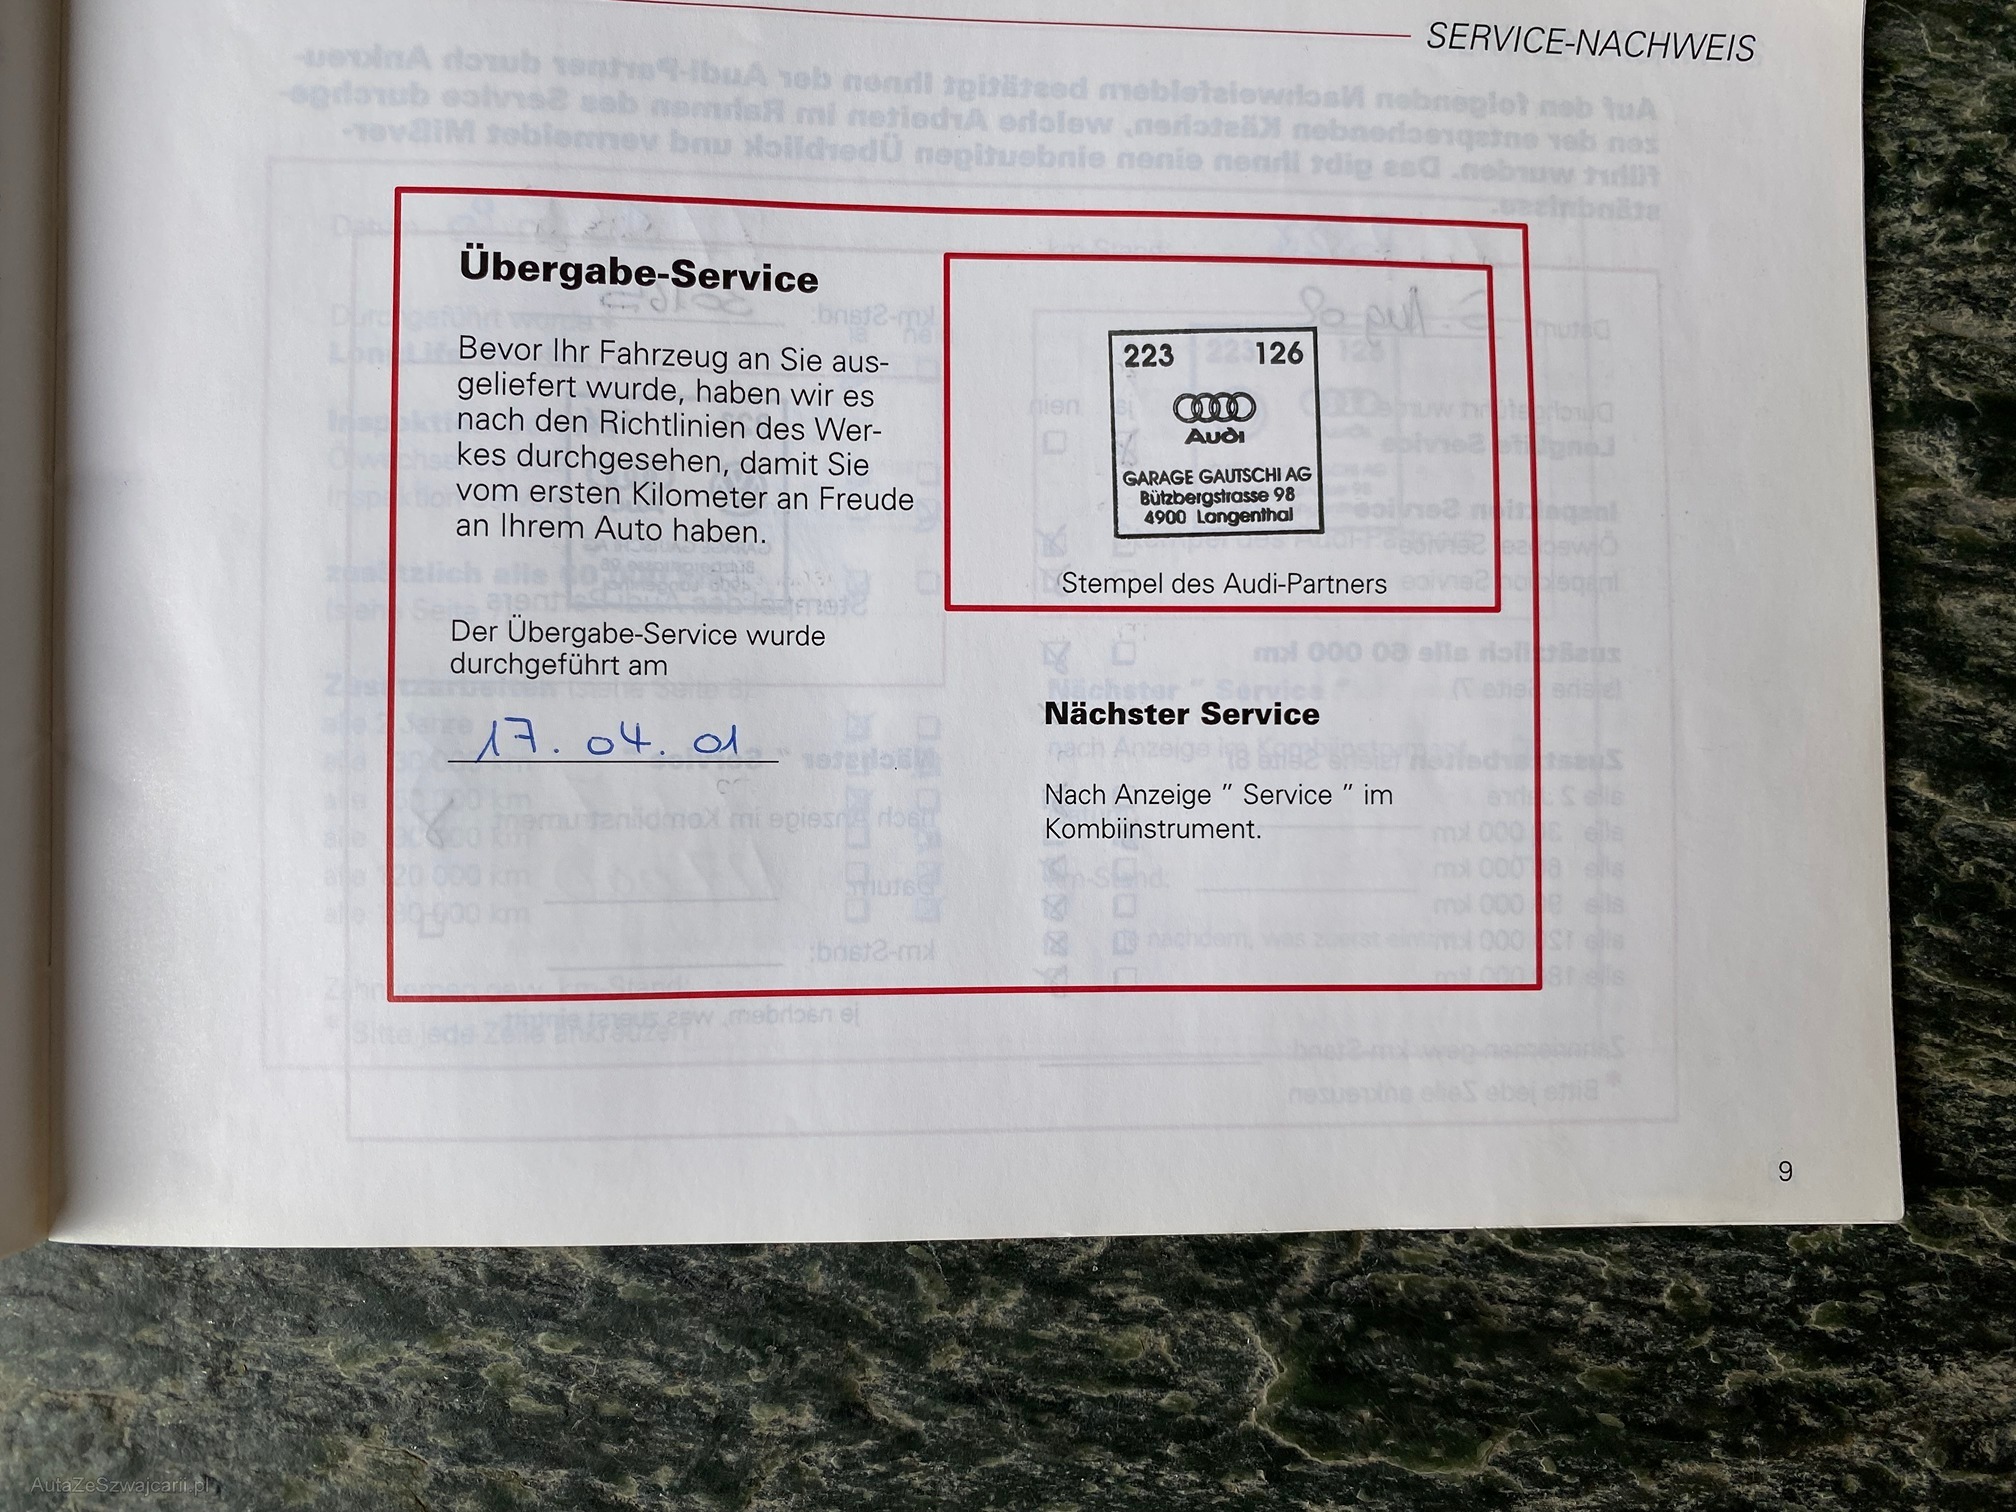 SERVICE-NACHWEIS
Übergabe-Service
Bevor Ihr Fahrzeug an Sie aus-
geliefert wurde, haben wir es
nach den Richtlinien des Wer-
kes durchgesehen, damit Sie
vom ersten Kilometer an Freude
an Ihrem Auto haben.
Der Übergabe-Service wurde
durchgeführt am
17. 04. 01
223 126
Audi
GARAGE GAUTSCHI AG
Bützbergstrasse 98
4900 Langenthal
Stempel des Audi-Partners
Nächster Service
Nach Anzeige " Service " im
Kombiinstrument.
9
AutaZeSzwajcarii.pl